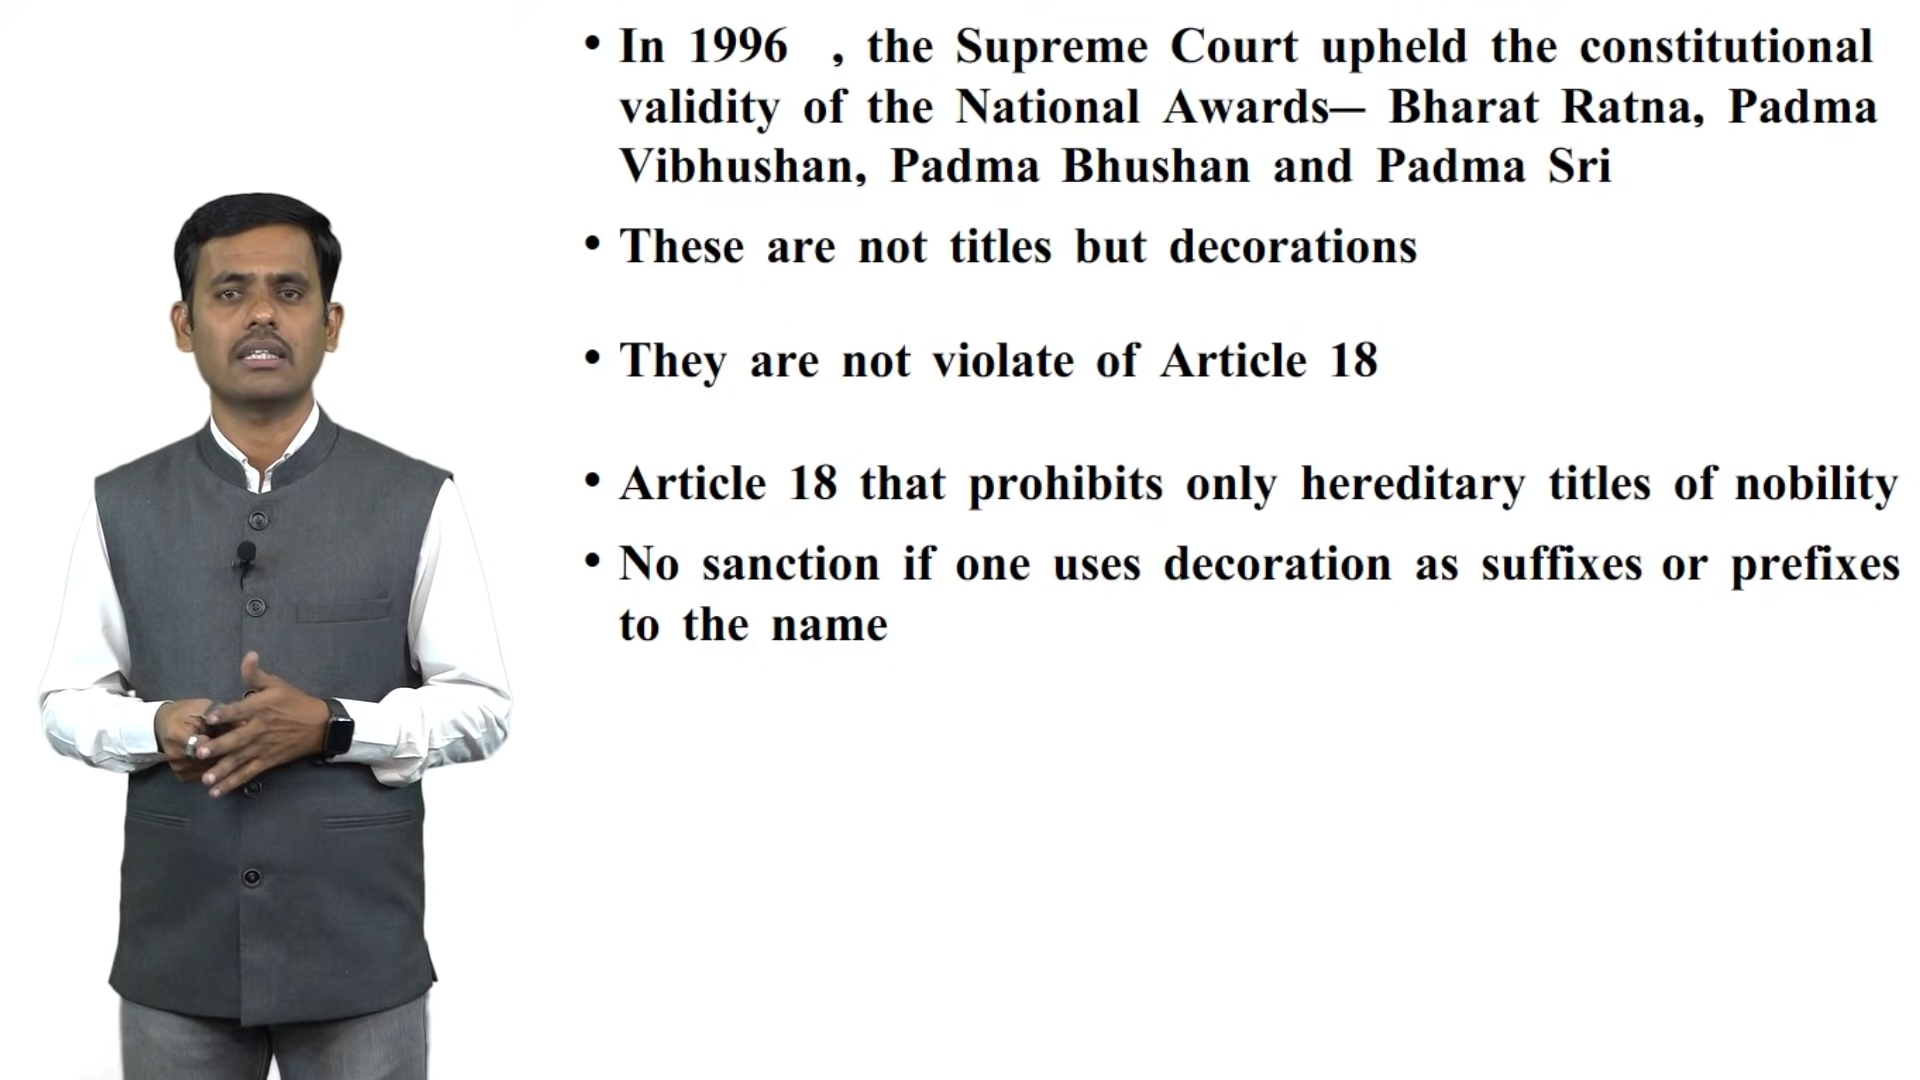 • In 1996 , the Supreme Court upheld the constitutional
validity of the National Awards— Bharat Ratna, Padma
Vibhushan, Padma Bhushan and Padma Sri
• These are not titles but decorations
• They are not violate of Article 18
• Article 18 that prohibits only hereditary titles of nobility
• No sanction if one uses decoration as suffixes or prefixes
to the name